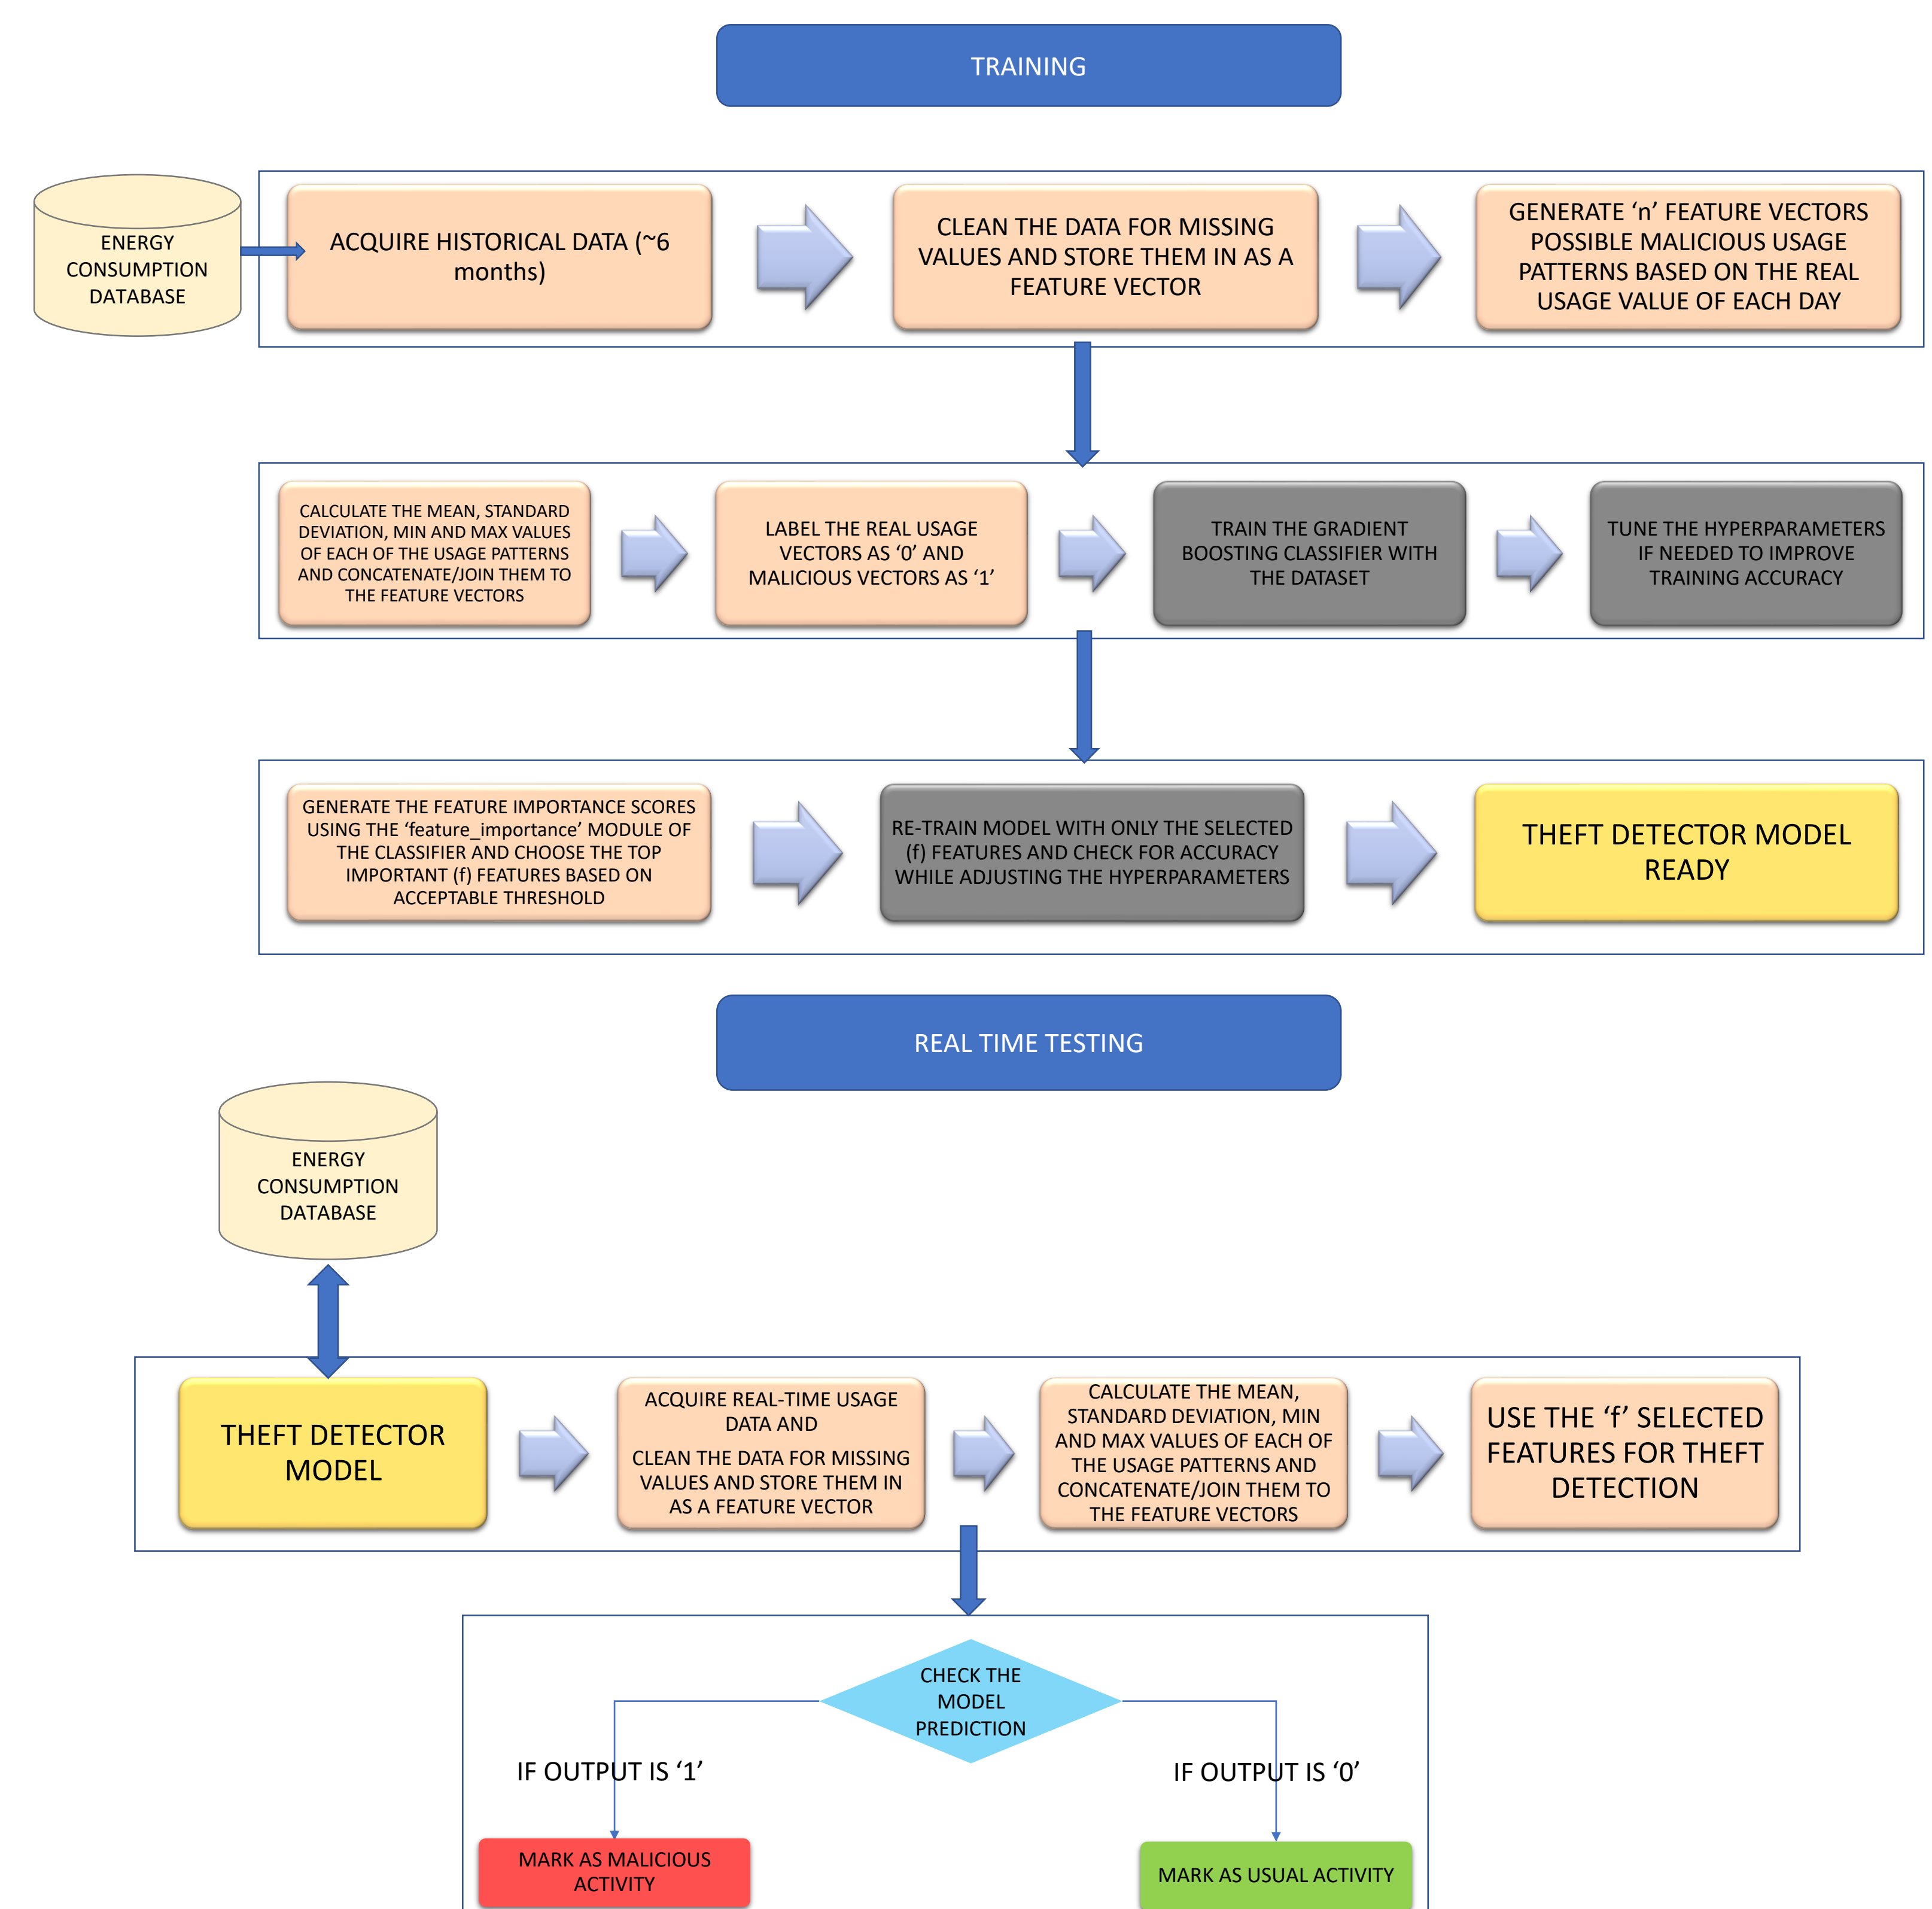 TRAINING
ENERGY
CONSUMPTION
DATABASE
ACQUIRE HISTORICAL DATA (~6
months)
CLEAN THE DATA FOR MISSING
VALUES AND STORE THEM IN AS A
FEATURE VECTOR
GENERATE ‘n’ FEATURE VECTORS
POSSIBLE MALICIOUS USAGE
PATTERNS BASED ON THE REAL
USAGE VALUE OF EACH DAY
CALCULATE THE MEAN, STANDARD
DEVIATION, MIN AND MAX VALUES
OF EACH OF THE USAGE PATTERNS
AND CONCATENATE/JOIN THEM TO
THE FEATURE VECTORS
LABEL THE REAL USAGE
VECTORS AS ‘0’ AND
MALICIOUS VECTORS AS ‘1’
TRAIN THE GRADIENT
BOOSTING CLASSIFIER WITH
THE DATASET
TUNE THE HYPERPARAMETERS
IF NEEDED TO IMPROVE
TRAINING ACCURACY
GENERATE THE FEATURE IMPORTANCE SCORES
USING THE ‘feature_importance’ MODULE OF
THE CLASSIFIER AND CHOOSE THE TOP
IMPORTANT (f) FEATURES BASED ON
ACCEPTABLE THRESHOLD
RE-TRAIN MODEL WITH ONLY THE SELECTED
(f) FEATURES AND CHECK FOR ACCURACY
WHILE ADJUSTING THE HYPERPARAMETERS
THEFT DETECTOR MODEL
READY
REAL TIME TESTING
ENERGY
CONSUMPTION
DATABASE
THEFT DETECTOR
MODEL
ACQUIRE REAL-TIME USAGE
DATA AND
CLEAN THE DATA FOR MISSING
VALUES AND STORE THEM IN
AS A FEATURE VECTOR
CALCULATE THE MEAN,
STANDARD DEVIATION, MIN
AND MAX VALUES OF EACH OF
THE USAGE PATTERNS AND
CONCATENATE/JOIN THEM TO
THE FEATURE VECTORS
USE THE ‘f’ SELECTED
FEATURES FOR THEFT
DETECTION
CHECK THE
MODEL
PREDICTION
IF OUTPUT IS ‘1’
IF OUTPUT IS ‘0’
MARK AS MALICIOUS
ACTIVITY
MARK AS USUAL ACTIVITY